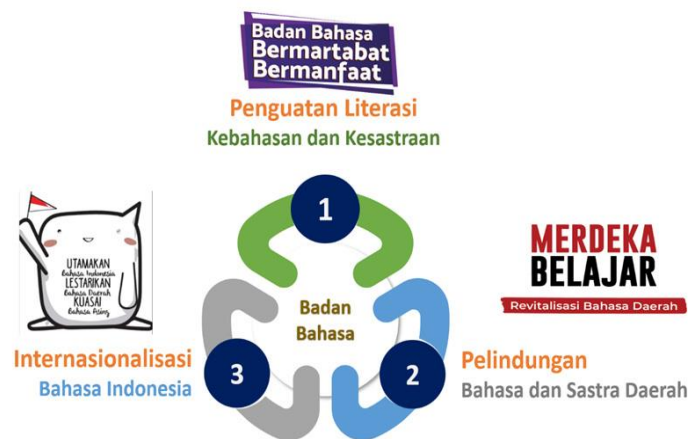 Badan Bahasa
Bermartabat
Bermanfaat
Penguatan Literasi
Kebahasan dan Kesastraan
1
UTAMAKAN
Bahasa Indonesia
LESTARIKAN
Bahasa Daerah
KUASAI
Bahasa Asing
MERDEKA
BELAJAR
Revitalisasi Bahasa Daerah
Badan
Bahasa
Internasionalisasi
Bahasa Indonesia
3
2
Pelindungan
Bahasa dan Sastra Daerah